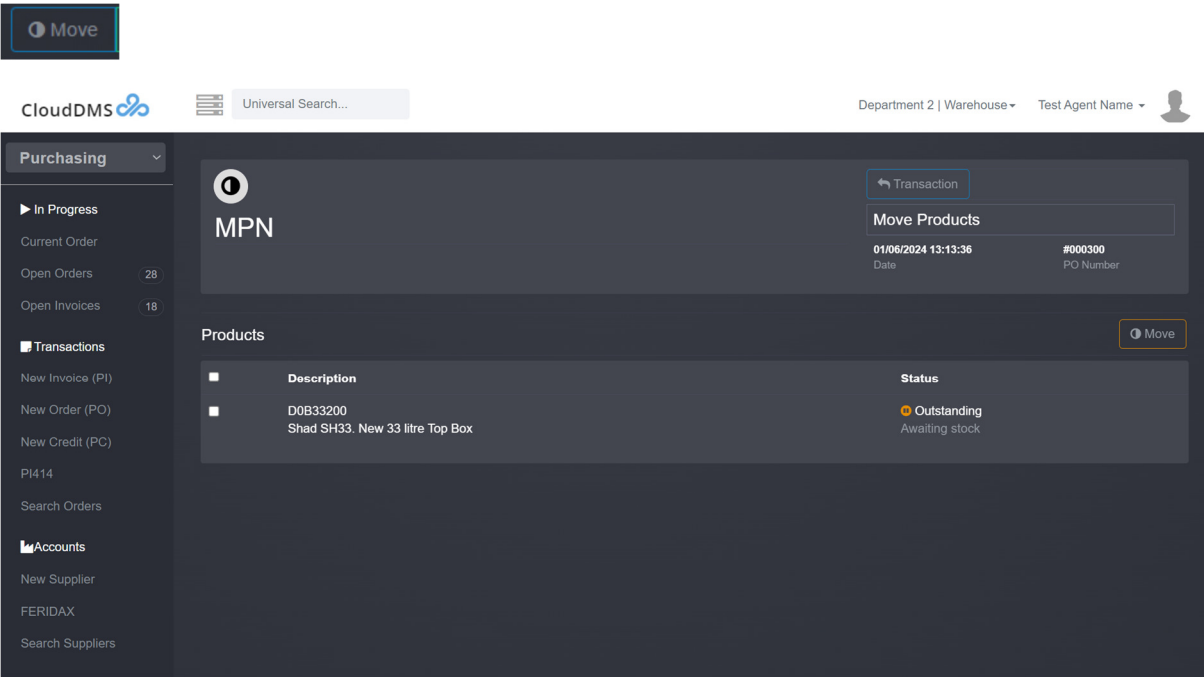 Move
CloudDMS
Universal Search...
Department 2 | Warehouse
Test Agent Name
Purchasing
In Progress
Current Order
Open Orders 28
Open Invoices 18
Transactions
New Invoice (PI)
New Order (PO)
New Credit (PC)
PI414
Search Orders
Accounts
New Supplier
FERIDAX
Search Suppliers
MPN
Transaction
Move Products
01/06/2024 13:13:36 #000300
Date PO Number
Products
Move
Description Status
D0B33200 Outstanding
Shad SH33. New 33 litre Top Box Awaiting stock